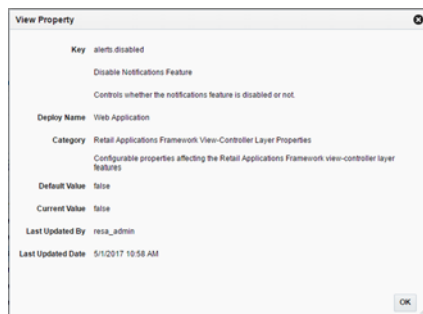 View Property
Key alerts.disabled
Disable Notifications Feature
Controls whether the notifications feature is disabled or not.
Deploy Name Web Application
Category Retail Applications Framework View-Controller Layer Properties
Configurable properties affecting the Retail Applications Framework view-controller layer
features
Default Value false
Current Value false
Last Updated By resa_admin
Last Updated Date 5/1/2017 10:58 AM
OK